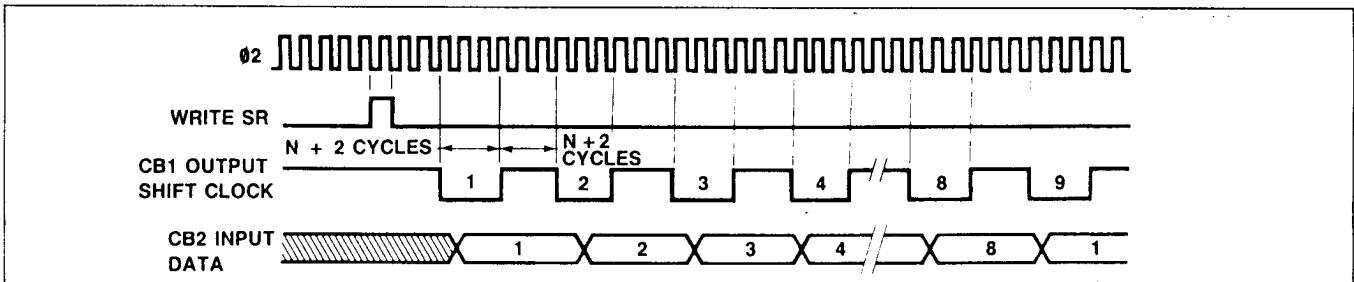 ø2
WRITE SR
N + 2 CYCLES
N + 2
CYCLES
CB1 OUTPUT
SHIFT CLOCK
1 2 3 4 8 9
CB2 INPUT
DATA
1 2 3 4 8 1